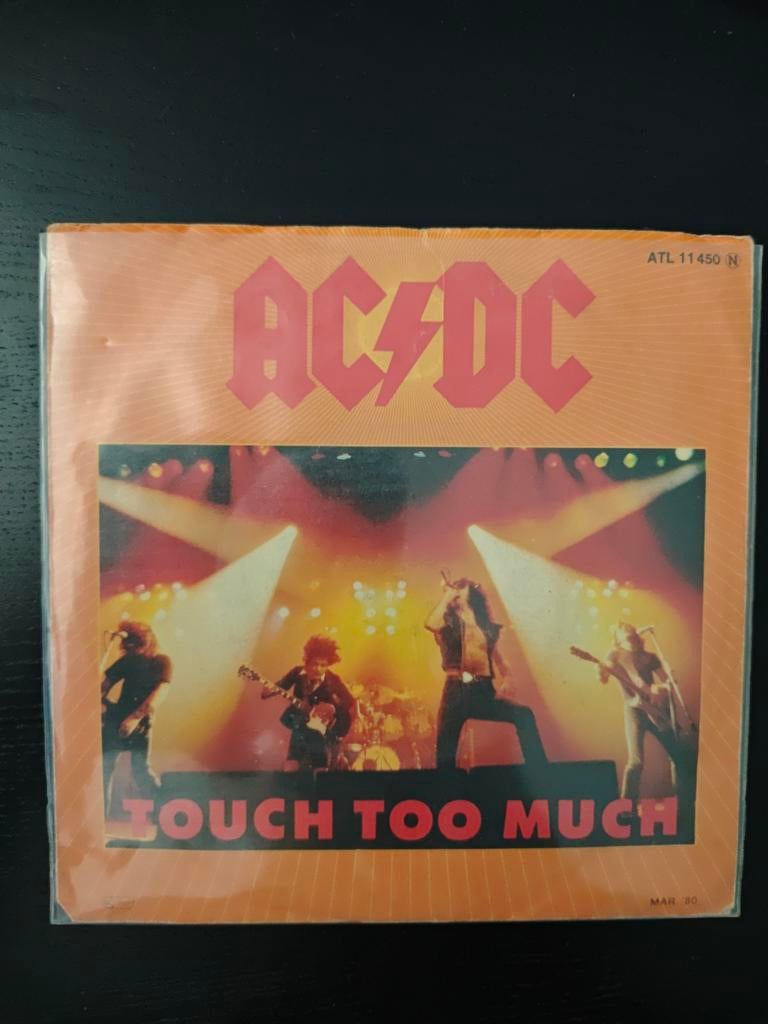 ATL 11 450 N
AC⚡DC
TOUCH TOO MUCH
MAR '80